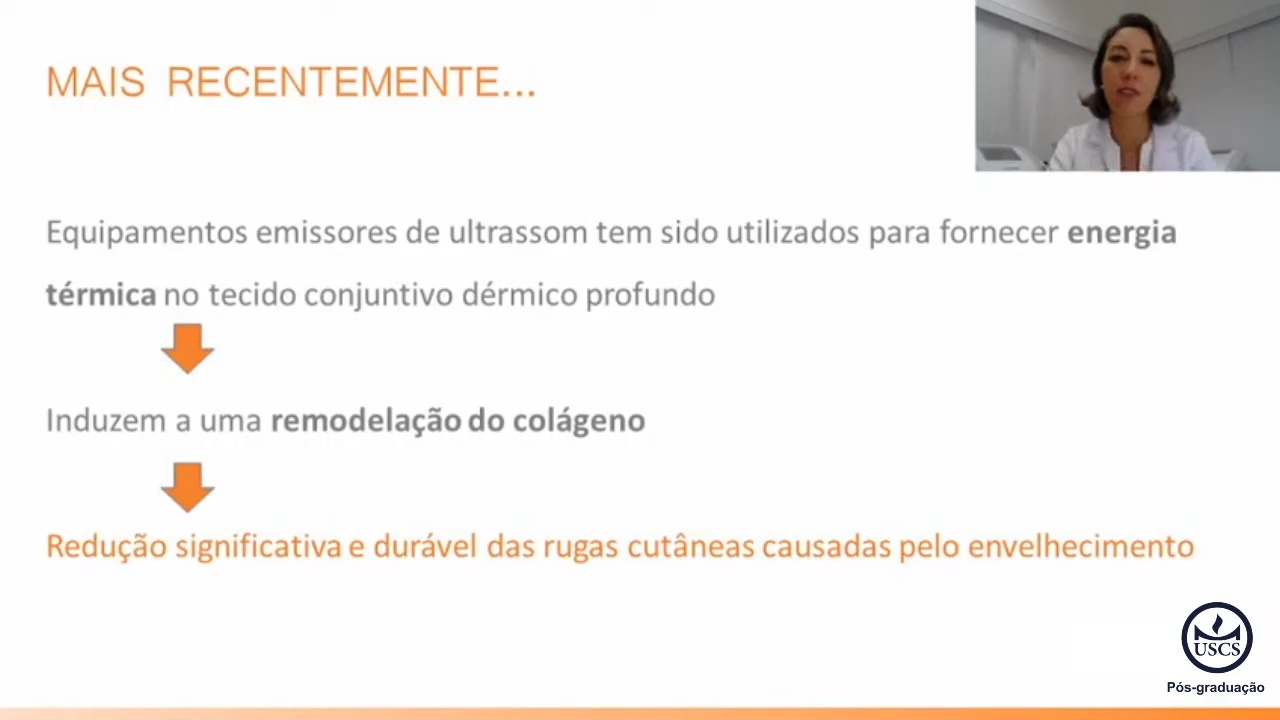 MAIS RECENTEMENTE...
Equipamentos emissores de ultrassom tem sido utilizados para fornecer energia
térmica no tecido conjuntivo dérmico profundo
Induzem a uma remodelação do colágeno
Redução significativa e durável das rugas cutâneas causadas pelo envelhecimento
USCS
Pós-graduação